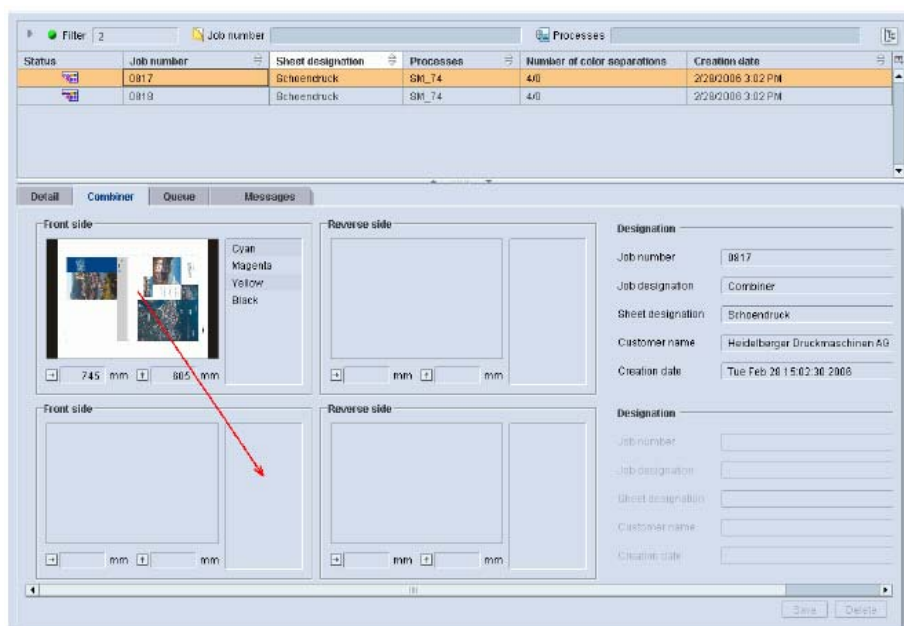 Filter 2 Job number Processes
Status Job number Sheet designation Processes Number of color separations Creation date
0817 Schoendruck SM_74 4/0 2/28/2006 3:02 PM
0818 Schoendruck SM_74 4/0 2/28/2006 3:02 PM
Detail Combiner Queue Messages
Front side Reverse side Designation
Cyan
Magenta
Yellow
Black
Job number 0817
Job designation Combiner
Sheet designation Schoendruck
Customer name Heidelberger Druckmaschinen AG
Creation date Tue Feb 28 15:02:30 2006
745 mm 605 mm mm mm
Front side Reverse side Designation
Job number
Job designation
Sheet designation
Customer name
Creation date
mm mm mm mm
Save Delete